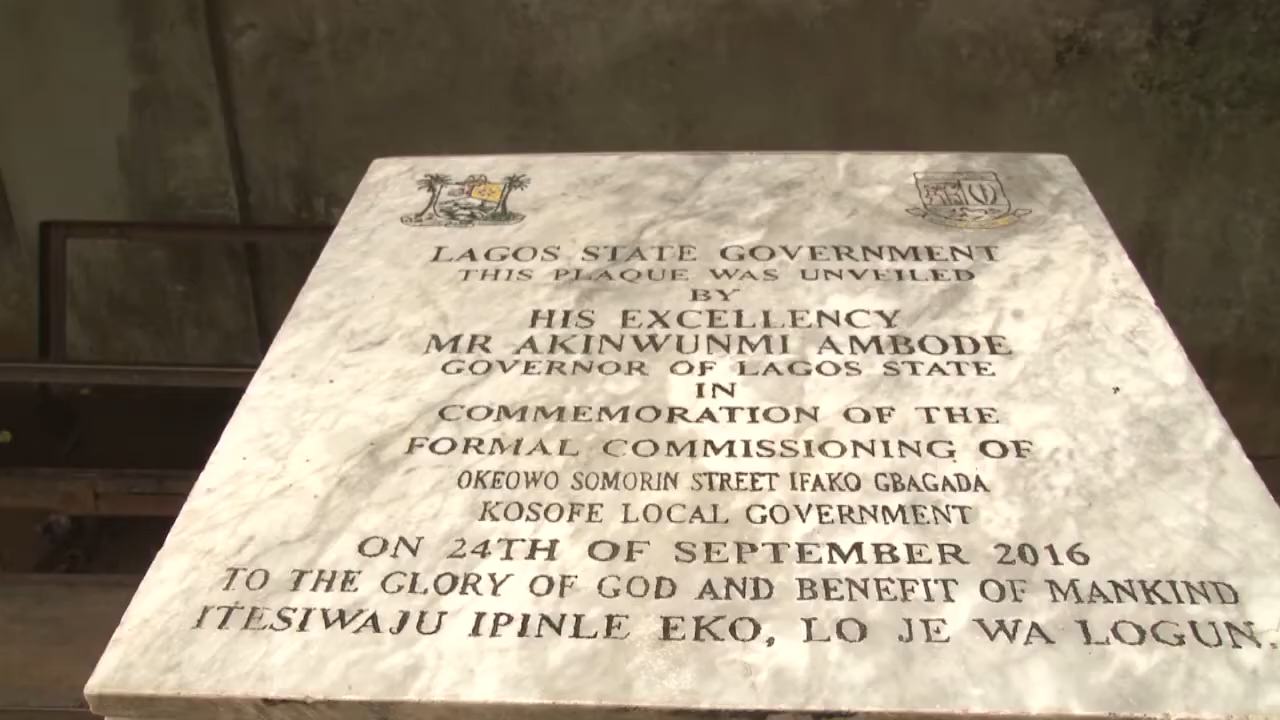 LAGOS STATE GOVERNMENT
THIS PLAQUE WAS UNVEILED
BY
HIS EXCELLENCY
MR AKINWUNMI AMBODE
GOVERNOR OF LAGOS STATE
IN
COMMEMORATION OF THE
FORMAL COMMISSIONING OF
OKEOWO SOMORIN STREET IFAKO GBAGADA
KOSOFE LOCAL GOVERNMENT
ON 24TH OF SEPTEMBER 2016
TO THE GLORY OF GOD AND BENEFIT OF MANKIND
ITESIWAJU IPINLE EKO, LO JE WA LOGUN.